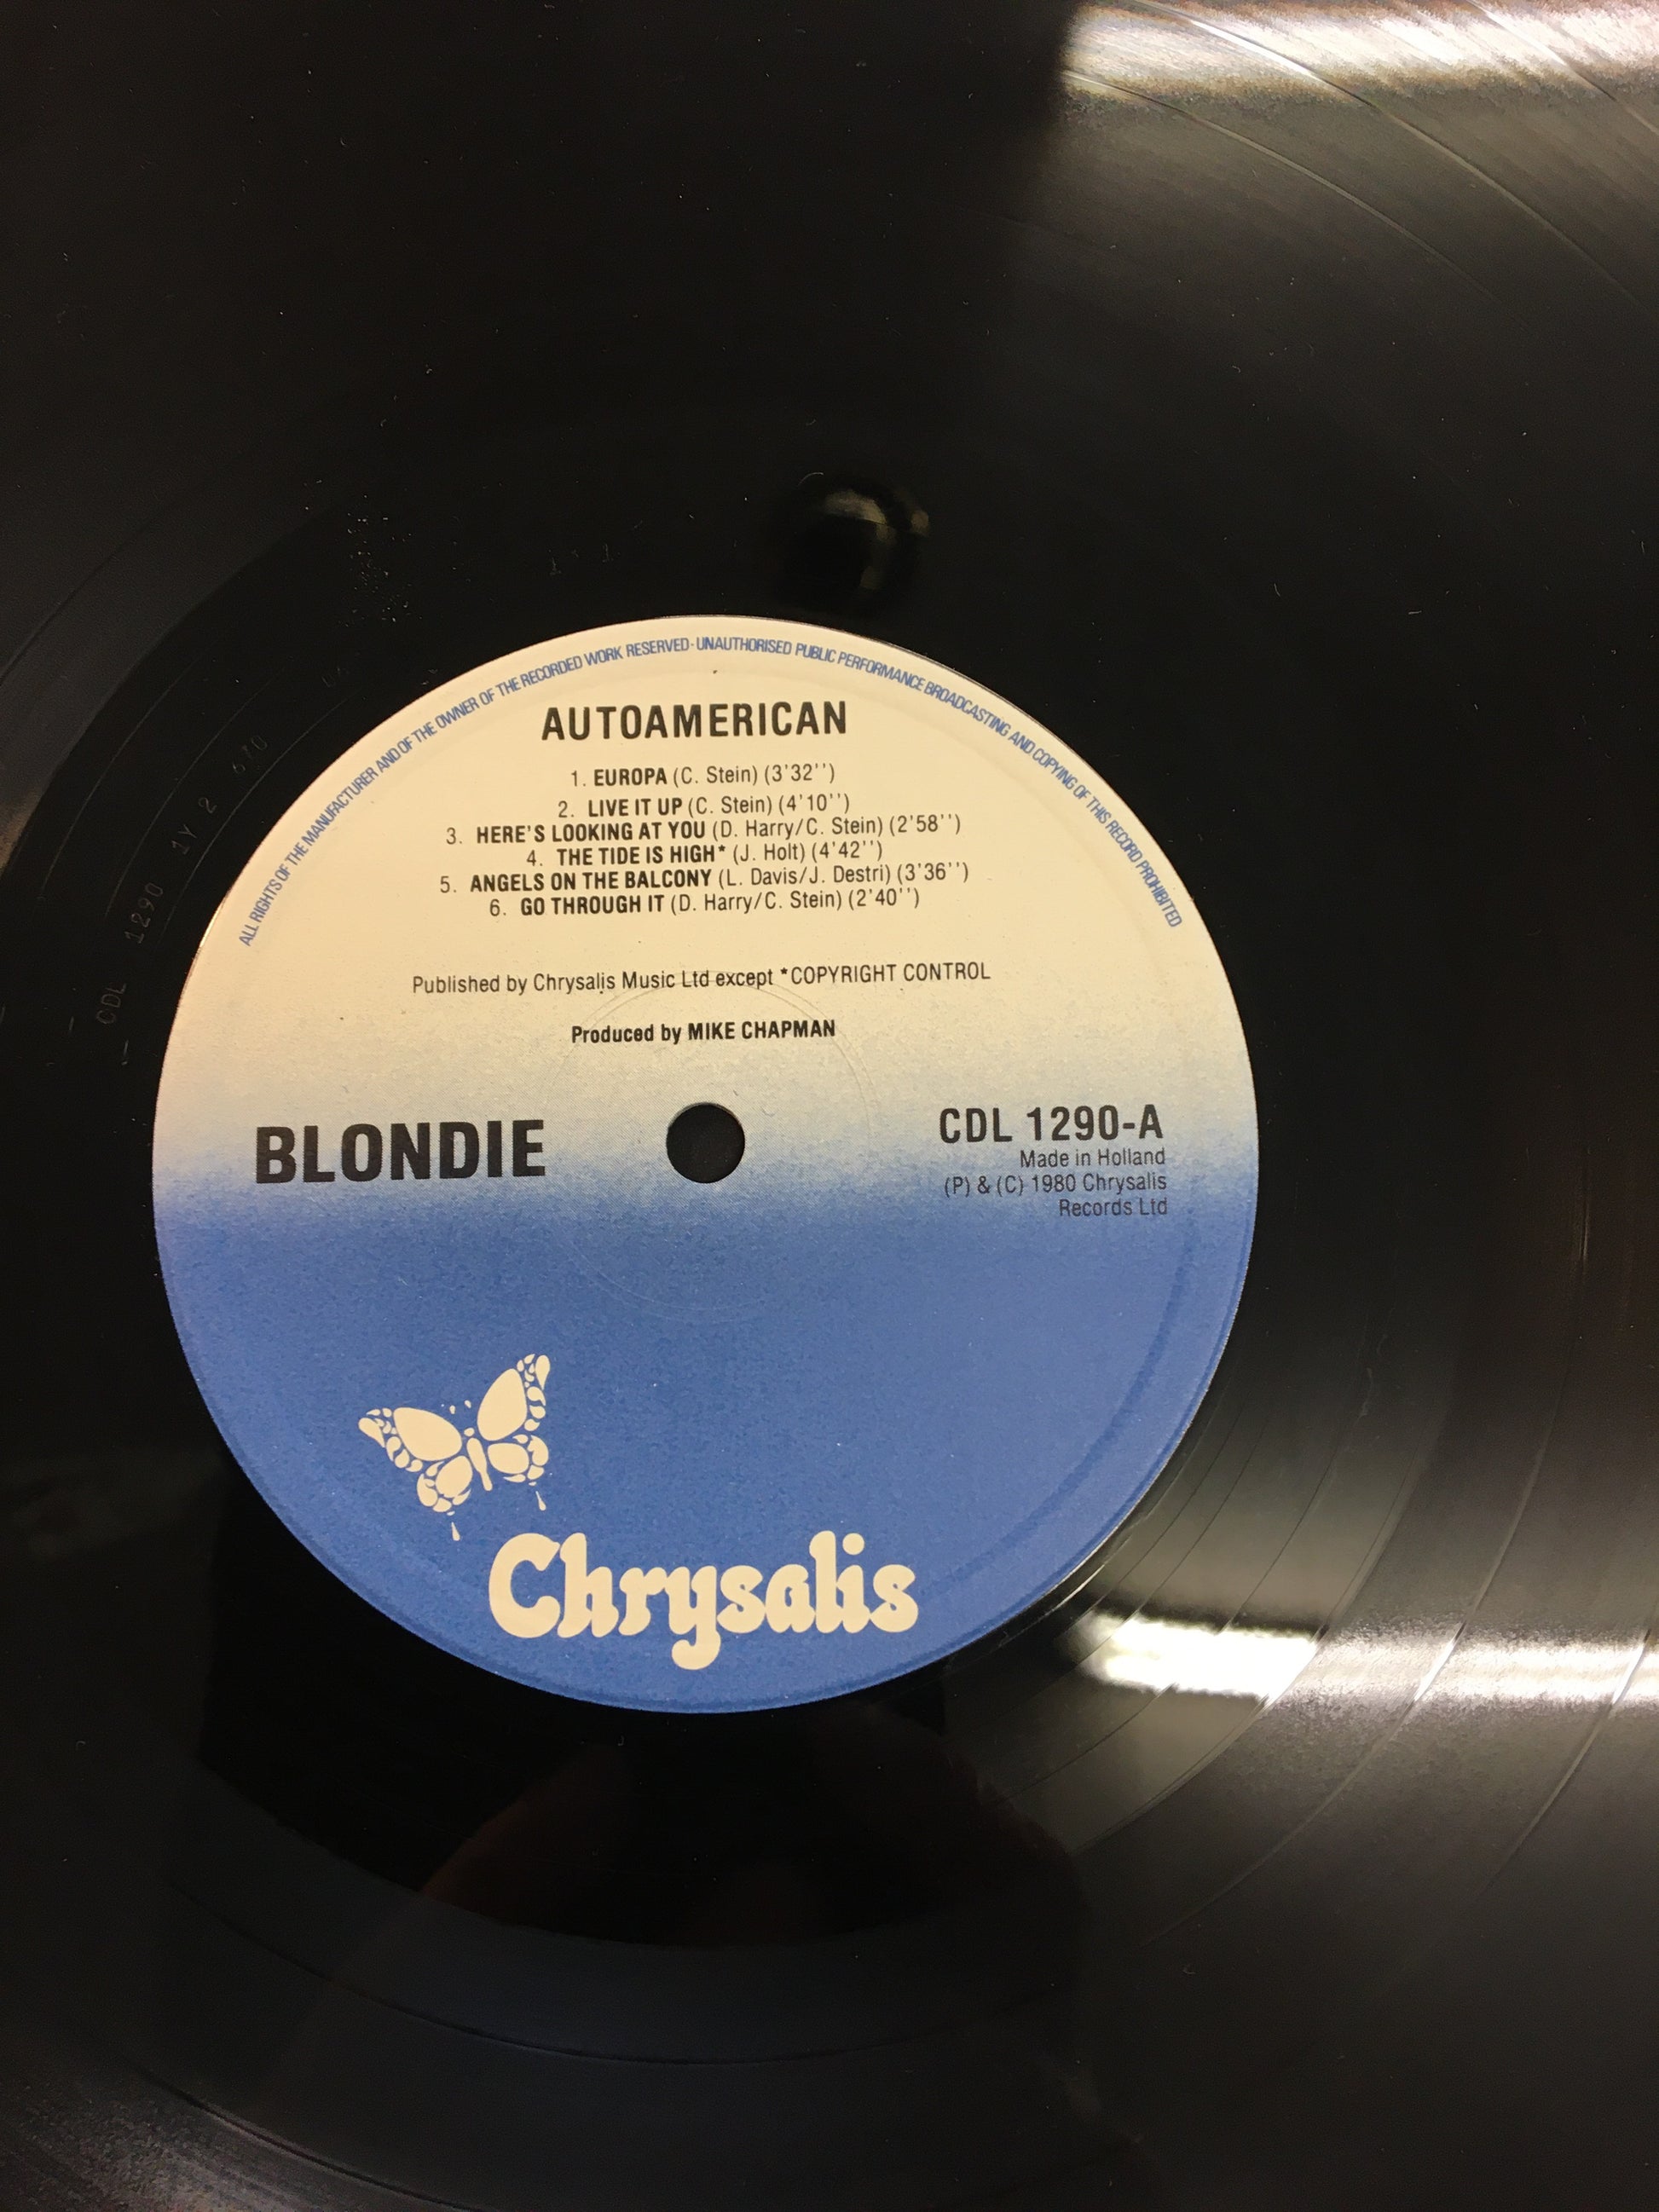 ALL RIGHTS OF THE MANUFACTURER AND OF THE OWNER OF THE RECORDED WORK RESERVED - UNAUTHORISED PUBLIC PERFORMANCE BROADCASTING AND COPYING OF THIS RECORD PROHIBITED
AUTOAMERICAN
1. EUROPA (C. Stein) (3'32'')
2. LIVE IT UP (C. Stein) (4'10'')
3. HERE'S LOOKING AT YOU (D. Harry/C. Stein) (2'58'')
4. THE TIDE IS HIGH* (J. Holt) (4'42'')
5. ANGELS ON THE BALCONY (L. Davis/J. Destri) (3'36'')
6. GO THROUGH IT (D. Harry/C. Stein) (2'40'')
Published by Chrysalis Music Ltd except *COPYRIGHT CONTROL
Produced by MIKE CHAPMAN
BLONDIE
CDL 1290-A
Made in Holland
(P) & (C) 1980 Chrysalis
Records Ltd
Chrysalis
CDL 1290 1Y 2 670